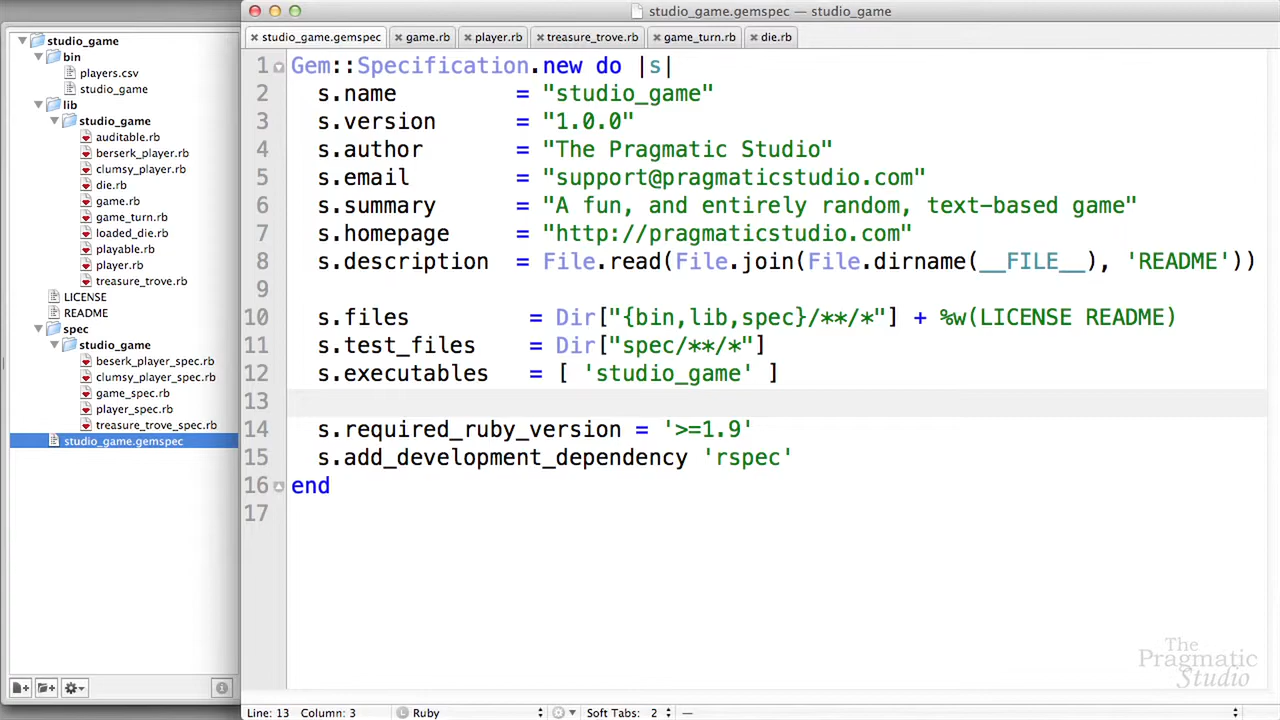 studio_game.gemspec — studio_game
studio_game.gemspec
game.rb
player.rb
treasure_trove.rb
game_turn.rb
die.rb
studio_game
bin
players.csv
studio_game
lib
studio_game
auditable.rb
berserk_player.rb
clumsy_player.rb
die.rb
game.rb
game_turn.rb
loaded_die.rb
playable.rb
player.rb
treasure_trove.rb
LICENSE
README
spec
studio_game
beserk_player_spec.rb
clumsy_player_spec.rb
game_spec.rb
player_spec.rb
treasure_trove_spec.rb
studio_game.gemspec
1 Gem::Specification.new do |s|
2 s.name = "studio_game"
3 s.version = "1.0.0"
4 s.author = "The Pragmatic Studio"
5 s.email = "support@pragmaticstudio.com"
6 s.summary = "A fun, and entirely random, text-based game"
7 s.homepage = "http://pragmaticstudio.com"
8 s.description = File.read(File.join(File.dirname(__FILE__), 'README'))
9
10 s.files = Dir["{bin,lib,spec}/**/*"] + %w(LICENSE README)
11 s.test_files = Dir["spec/**/*"]
12 s.executables = [ 'studio_game' ]
13
14 s.required_ruby_version = '>=1.9'
15 s.add_development_dependency 'rspec'
16 end
17
The
Pragmatic
Studio
Line: 13 Column: 3 Ruby Soft Tabs: 2 —